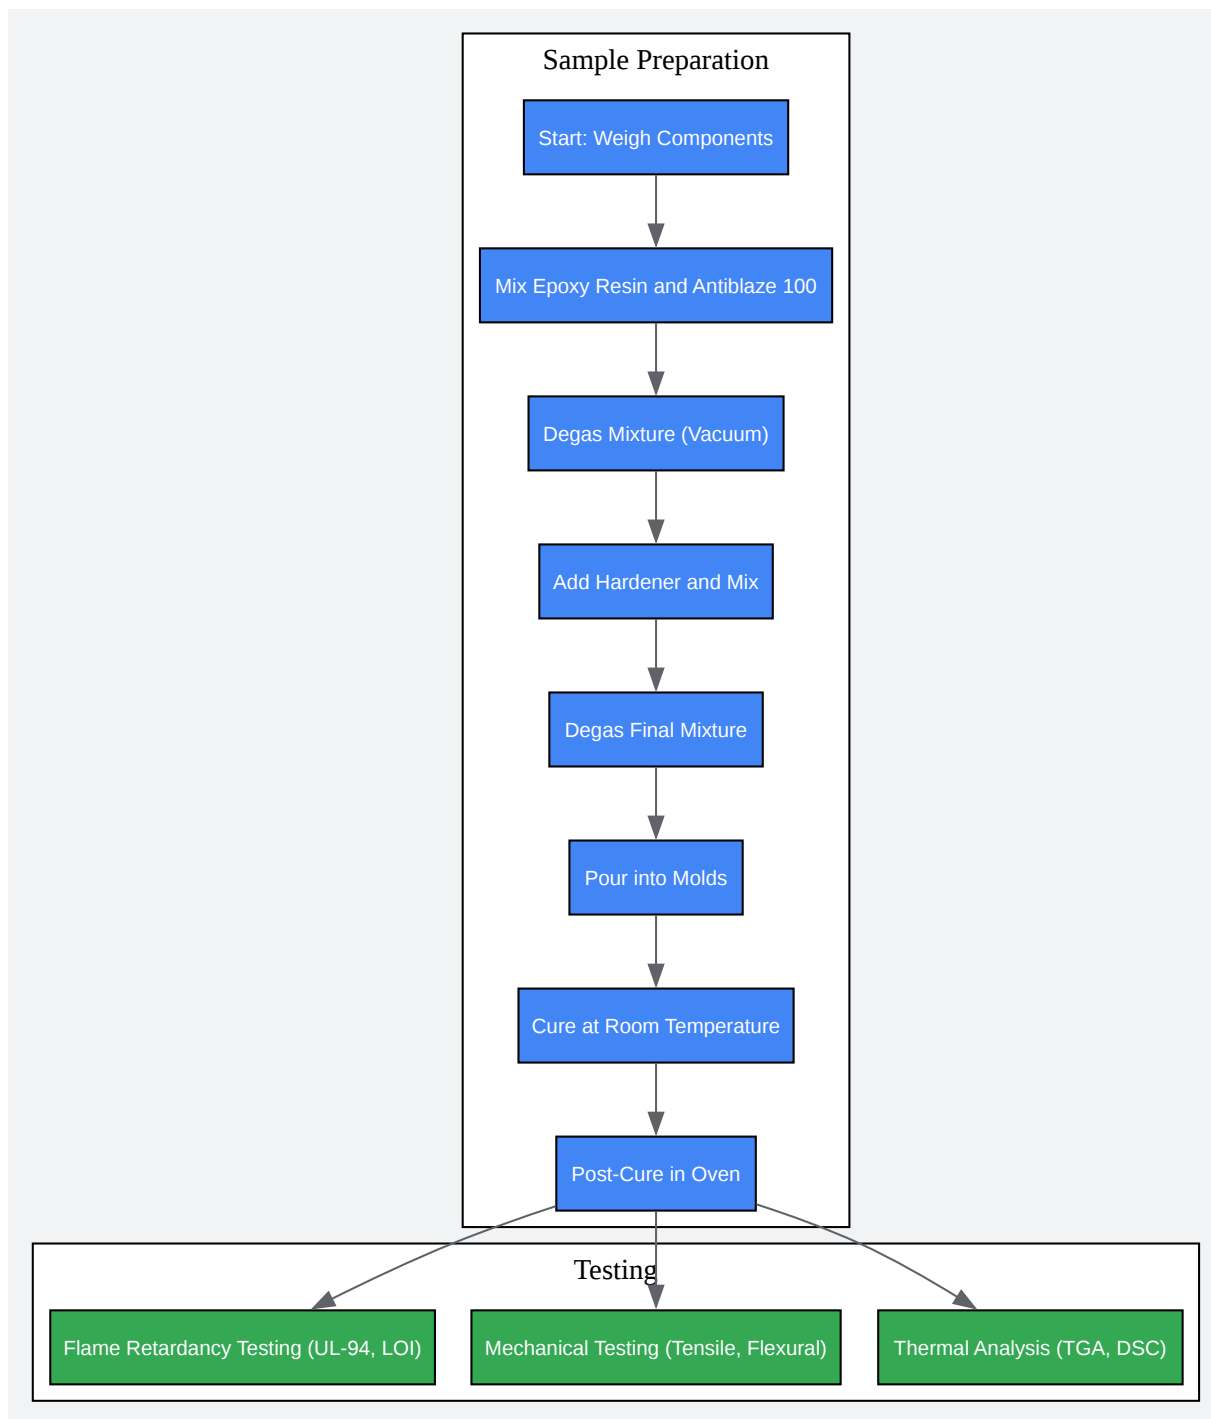 Sample Preparation
Start: Weigh Components
Mix Epoxy Resin and Antiblaze 100
Degas Mixture (Vacuum)
Add Hardener and Mix
Degas Final Mixture
Pour into Molds
Cure at Room Temperature
Post-Cure in Oven
Testing
Flame Retardancy Testing (UL-94, LOI)
Mechanical Testing (Tensile, Flexural)
Thermal Analysis (TGA, DSC)